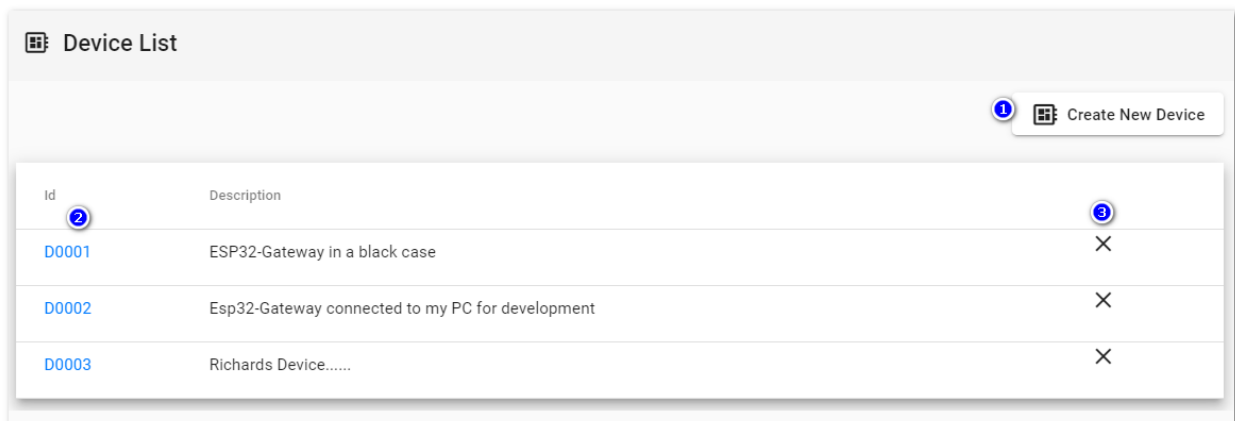 Device List
1 Create New Device
Id Description
2 3
D0001 ESP32-Gateway in a black case
D0002 Esp32-Gateway connected to my PC for development
D0003 Richards Device......